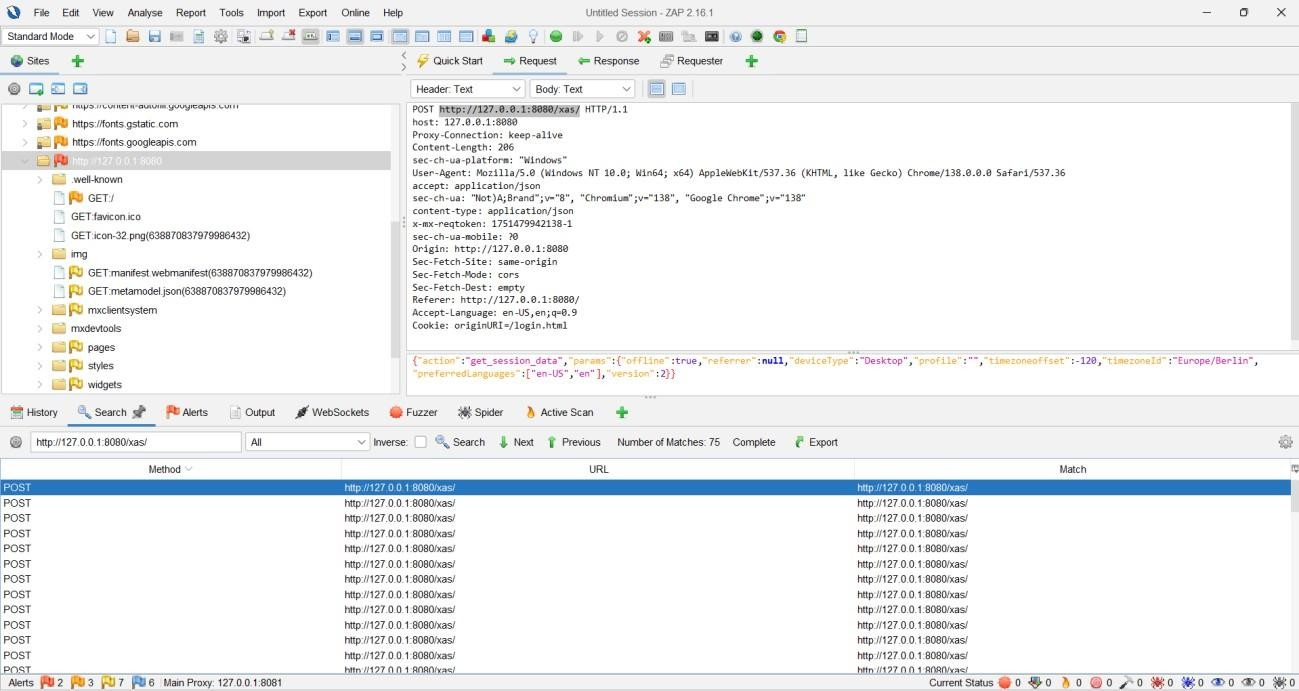 File Edit View Analyse Report Tools Import Export Online Help Untitled Session - ZAP 2.16.1
Standard Mode
Sites Quick Start Request Response Requester
Header: Text Body: Text
https://content-autofill.googleapis.com
https://fonts.gstatic.com
https://fonts.googleapis.com
http://127.0.0.1:8080
.well-known
GET:/
GET:favicon.ico
GET:icon-32.png(638870837979986432)
img
GET:manifest.webmanifest(638870837979986432)
GET:metamodel.json(638870837979986432)
mxclientsystem
mxdevtools
pages
styles
widgets
POST http://127.0.0.1:8080/xas/ HTTP/1.1
host: 127.0.0.1:8080
Proxy-Connection: keep-alive
Content-Length: 206
sec-ch-ua-platform: "Windows"
User-Agent: Mozilla/5.0 (Windows NT 10.0; Win64; x64) AppleWebKit/537.36 (KHTML, like Gecko) Chrome/138.0.0.0 Safari/537.36
accept: application/json
sec-ch-ua: "Not)A;Brand";v="8", "Chromium";v="138", "Google Chrome";v="138"
content-type: application/json
x-mx-reqtoken: 1751479942138-1
sec-ch-ua-mobile: ?0
Origin: http://127.0.0.1:8080
Sec-Fetch-Site: same-origin
Sec-Fetch-Mode: cors
Sec-Fetch-Dest: empty
Referer: http://127.0.0.1:8080/
Accept-Language: en-US,en;q=0.9
Cookie: originURI=/login.html
{"action":"get_session_data","params":{"offline":true,"referrer":null,"deviceType":"Desktop","profile":"","timezoneoffset":-120,"timezoneId":"Europe/Berlin",
"preferredLanguages":["en-US","en"],"version":2}}
History Search Alerts Output WebSockets Fuzzer Spider Active Scan
http://127.0.0.1:8080/xas/ All Inverse: Search Next Previous Number of Matches: 75 Complete Export
Method URL Match
POST http://127.0.0.1:8080/xas/ http://127.0.0.1:8080/xas/
POST http://127.0.0.1:8080/xas/ http://127.0.0.1:8080/xas/
POST http://127.0.0.1:8080/xas/ http://127.0.0.1:8080/xas/
POST http://127.0.0.1:8080/xas/ http://127.0.0.1:8080/xas/
POST http://127.0.0.1:8080/xas/ http://127.0.0.1:8080/xas/
POST http://127.0.0.1:8080/xas/ http://127.0.0.1:8080/xas/
POST http://127.0.0.1:8080/xas/ http://127.0.0.1:8080/xas/
POST http://127.0.0.1:8080/xas/ http://127.0.0.1:8080/xas/
POST http://127.0.0.1:8080/xas/ http://127.0.0.1:8080/xas/
POST http://127.0.0.1:8080/xas/ http://127.0.0.1:8080/xas/
POST http://127.0.0.1:8080/xas/ http://127.0.0.1:8080/xas/
POST http://127.0.0.1:8080/xas/ http://127.0.0.1:8080/xas/
POST http://127.0.0.1:8080/xas/ http://127.0.0.1:8080/xas/
Alerts 2 3 7 6 Main Proxy: 127.0.0.1:8081 Current Status 0 0 0 0 0 0 0 0 0 0